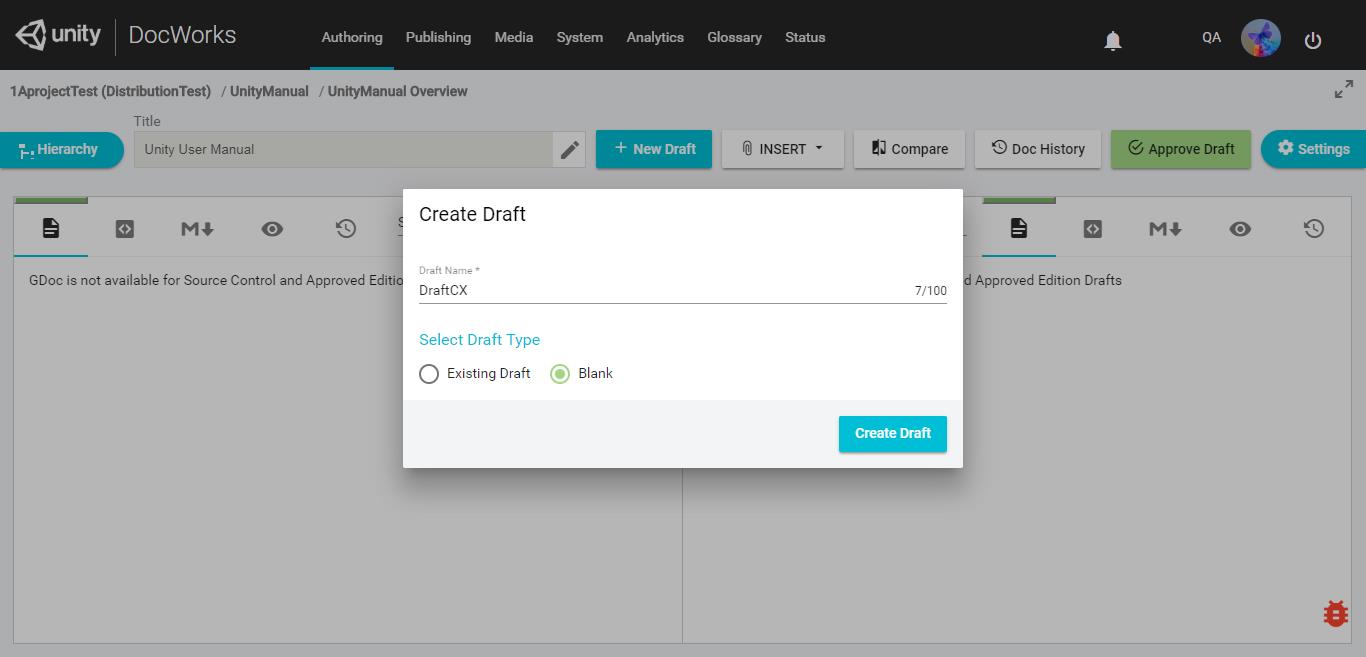 unity DocWorks
Authoring Publishing Media System Analytics Glossary Status QA
1AprojectTest (DistributionTest) / UnityManual / UnityManual Overview
Title
Hierarchy Unity User Manual + New Draft INSERT Compare Doc History Approve Draft Settings
Create Draft
M
M
GDoc is not available for Source Control and Approved Editio
d Approved Edition Drafts
Draft Name *
DraftCX 7/100
Select Draft Type
Existing Draft Blank
Create Draft